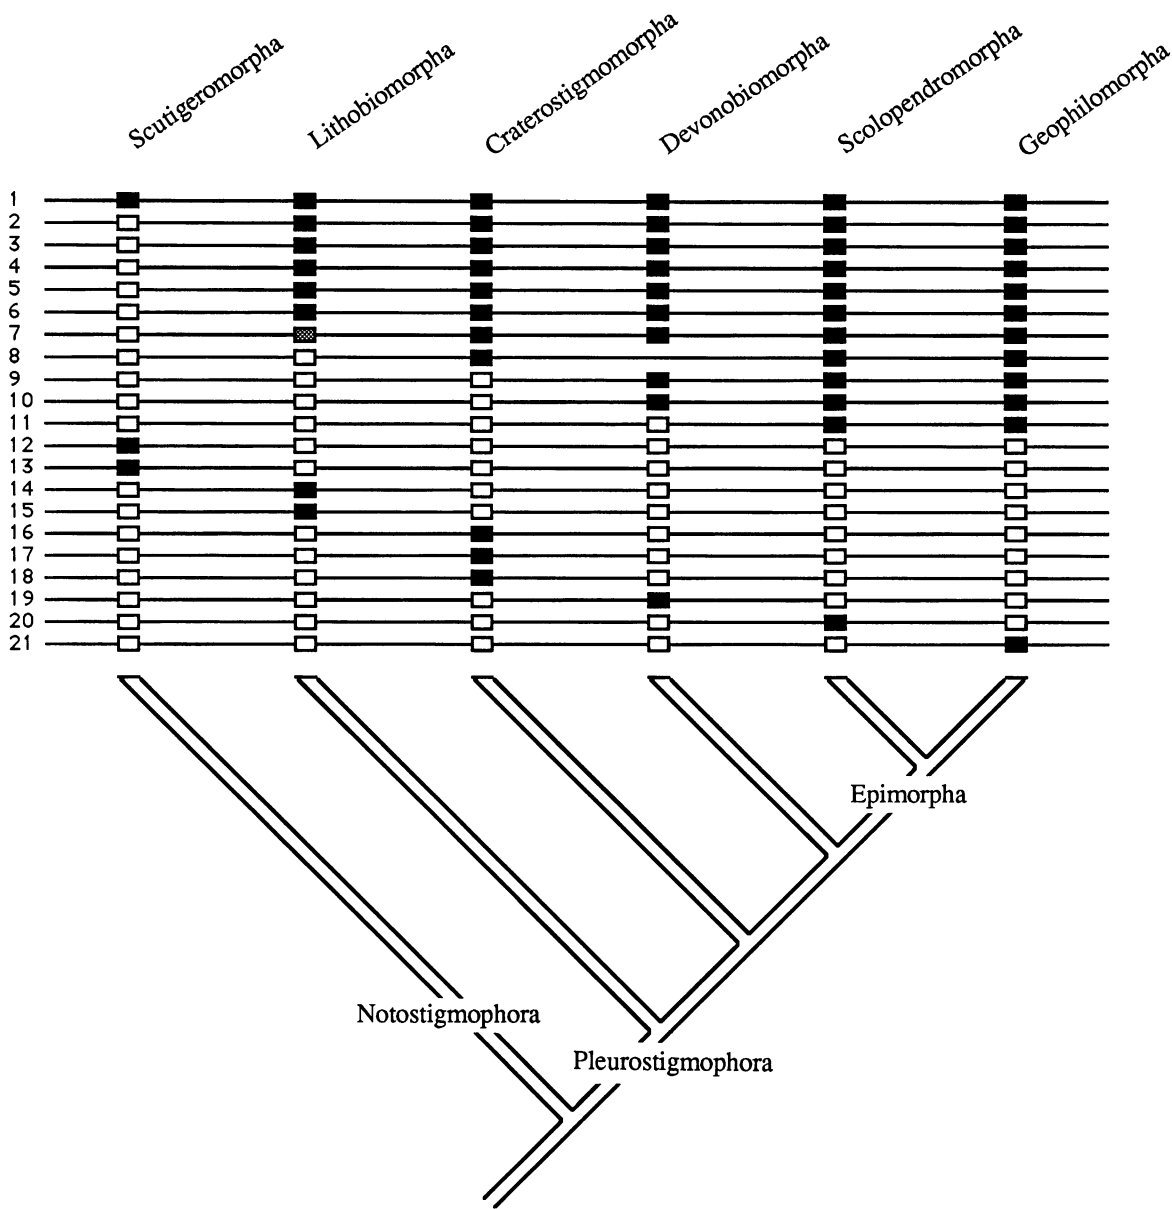 Scutigeromorpha
Lithobiomorpha
Craterostigmomorpha
Devonobiomorpha
Scolopendromorpha
Geophilomorpha
1
2
3
4
5
6
7
8
9
10
11
12
13
14
15
16
17
18
19
20
21
Epimorpha
Notostigmophora
Pleurostigmophora